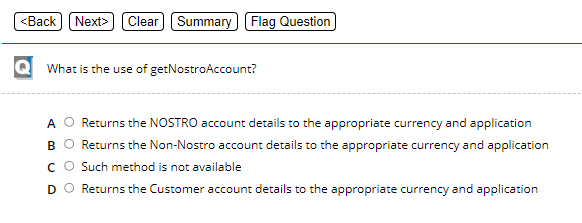 <Back Next> Clear Summary Flag Question
Q What is the use of getNostroAccount?
A Returns the NOSTRO account details to the appropriate currency and application
B Returns the Non-Nostro account details to the appropriate currency and application
C Such method is not available
D Returns the Customer account details to the appropriate currency and application